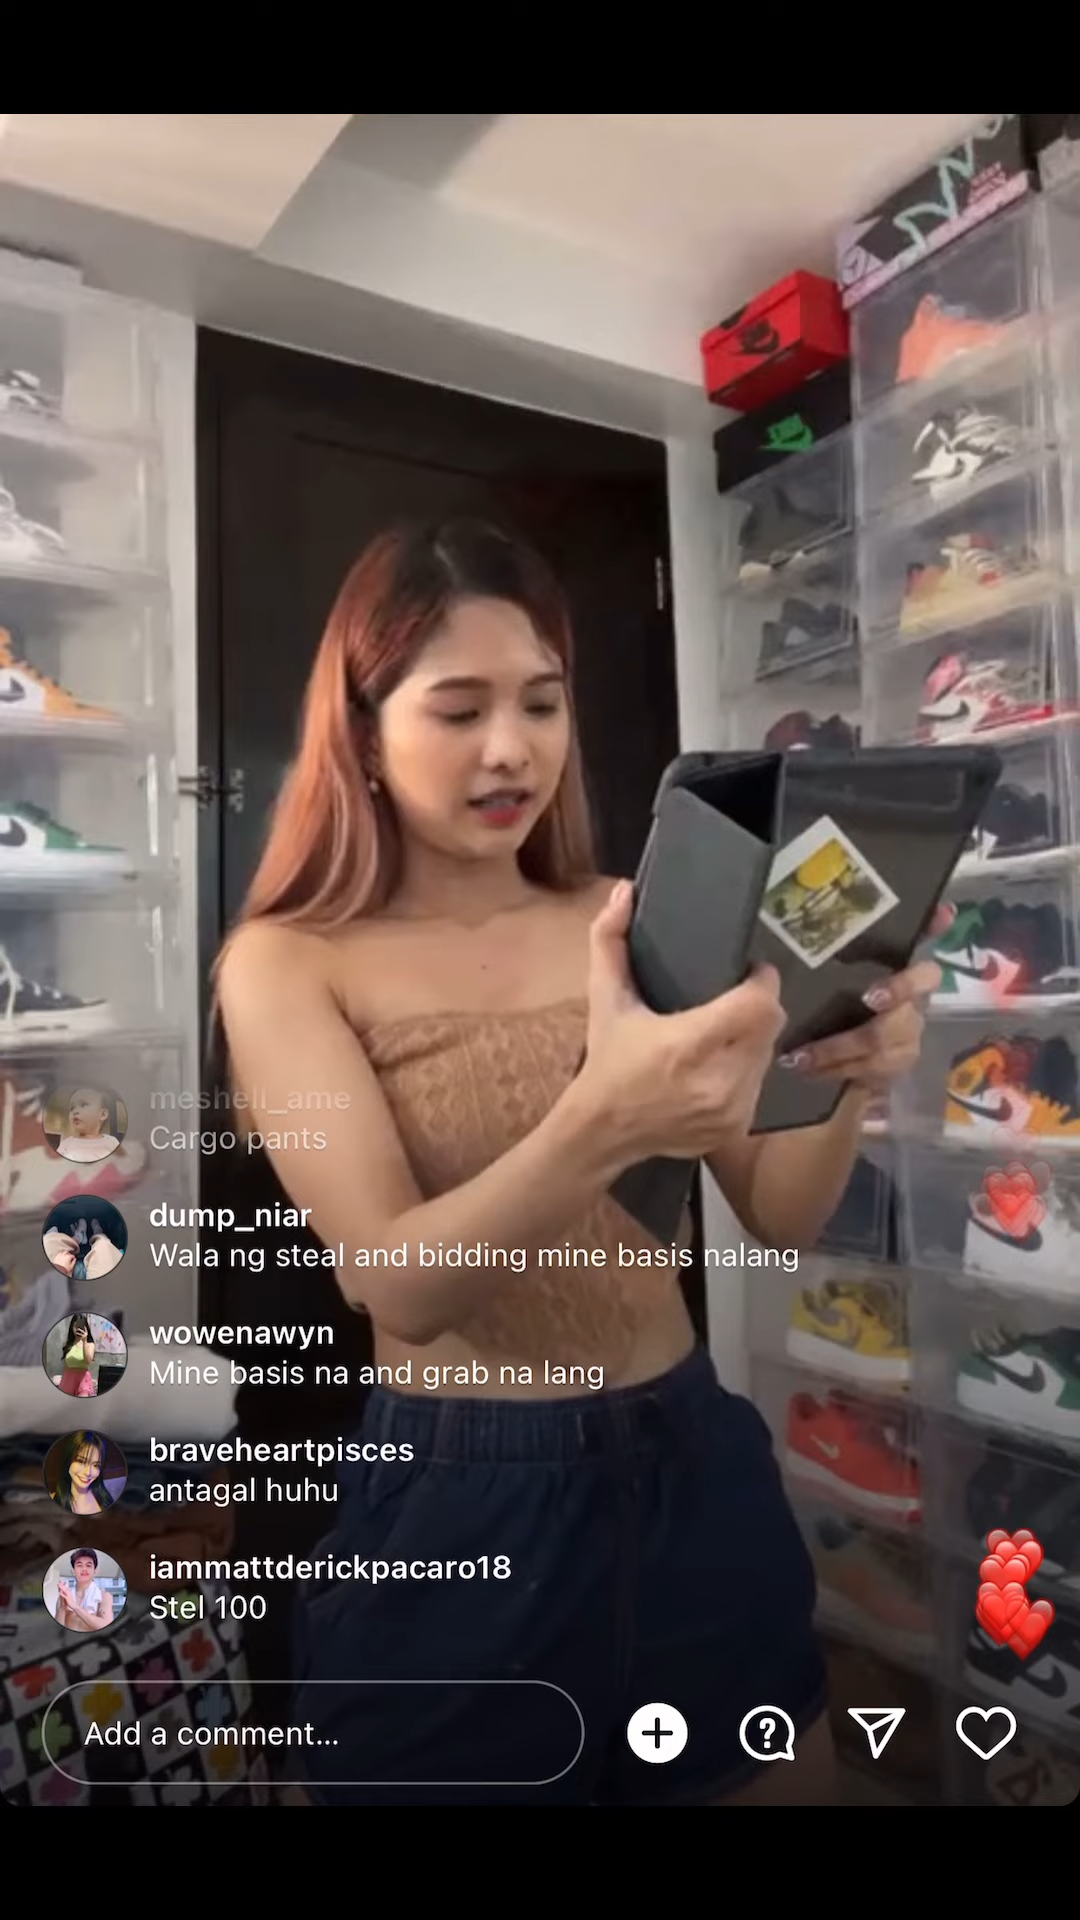 meshell_ame
Cargo pants
dump_niar
Wala ng steal and bidding mine basis nalang
wowenawyn
Mine basis na and grab na lang
braveheartpisces
antagal huhu
iammattderickpacaro18
Stel 100
Add a comment...